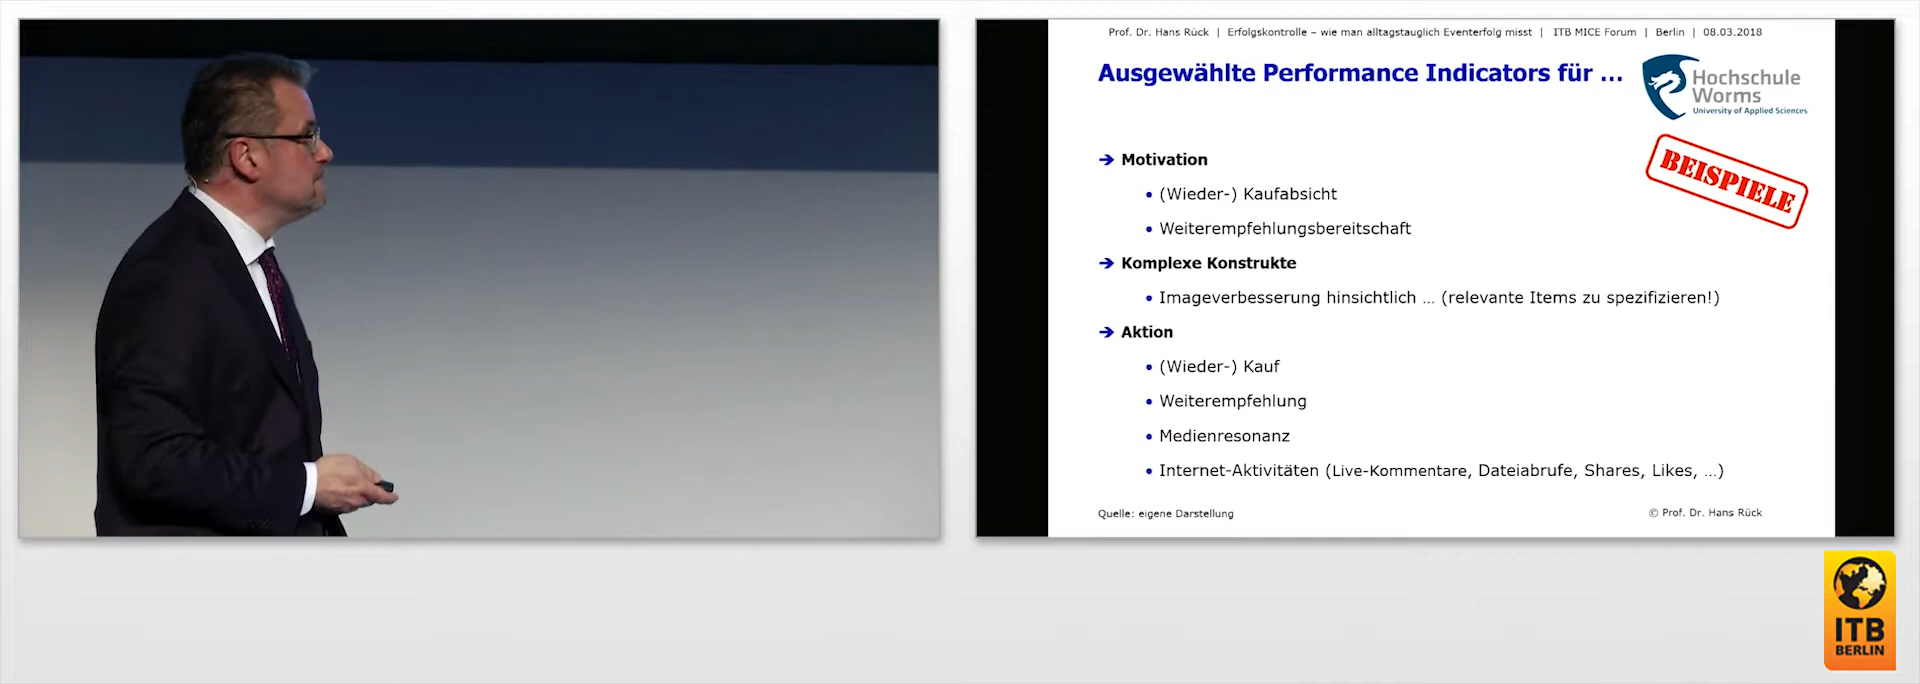 Prof. Dr. Hans Rück | Erfolgskontrolle – wie man alltagstauglich Eventerfolg misst | ITB MICE Forum | Berlin | 08.03.2018
Ausgewählte Performance Indicators für ...
Hochschule
Worms
University of Applied Sciences
BEISPIELE
➔ Motivation
• (Wieder-) Kaufabsicht
• Weiterempfehlungsbereitschaft
➔ Komplexe Konstrukte
• Imageverbesserung hinsichtlich ... (relevante Items zu spezifizieren!)
➔ Aktion
• (Wieder-) Kauf
• Weiterempfehlung
• Medienresonanz
• Internet-Aktivitäten (Live-Kommentare, Dateiabrufe, Shares, Likes, ...)
Quelle: eigene Darstellung
© Prof. Dr. Hans Rück
ITB
BERLIN